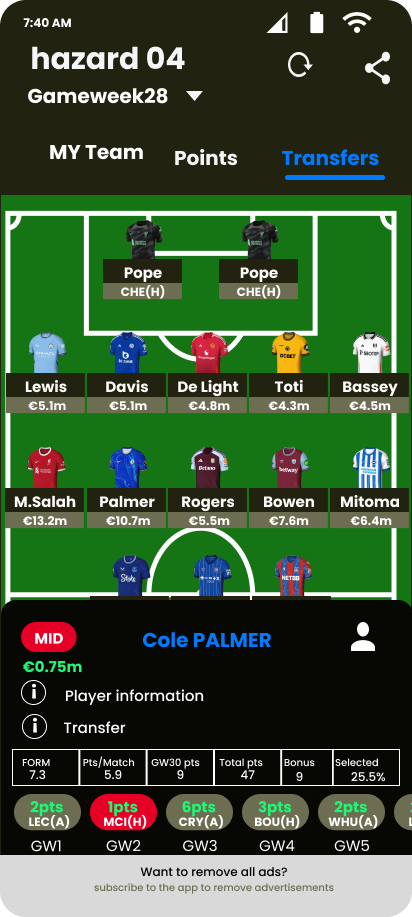 7:40 AM
hazard 04
Gameweek28
MY Team Points Transfers
Pope Pope
CHE(H) CHE(H)
Lewis Davis De Light Toti Bassey
€5.1m €5.1m €4.8m €4.3m €4.5m
M.Salah Palmer Rogers Bowen Mitoma
€13.2m €10.7m €5.5m €7.6m €6.4m
MID Cole PALMER
€0.75m
Player information
Transfer
FORM Pts/Match GW30 pts Total pts Bonus Selected
7.3 5.9 9 47 9 25.5%
2pts 1pts 6pts 3pts 2pts
LEC(A) MCI(H) CRY(A) BOU(H) WHU(A)
GW1 GW2 GW3 GW4 GW5
Want to remove all ads?
subscribe to the app to remove advertisements